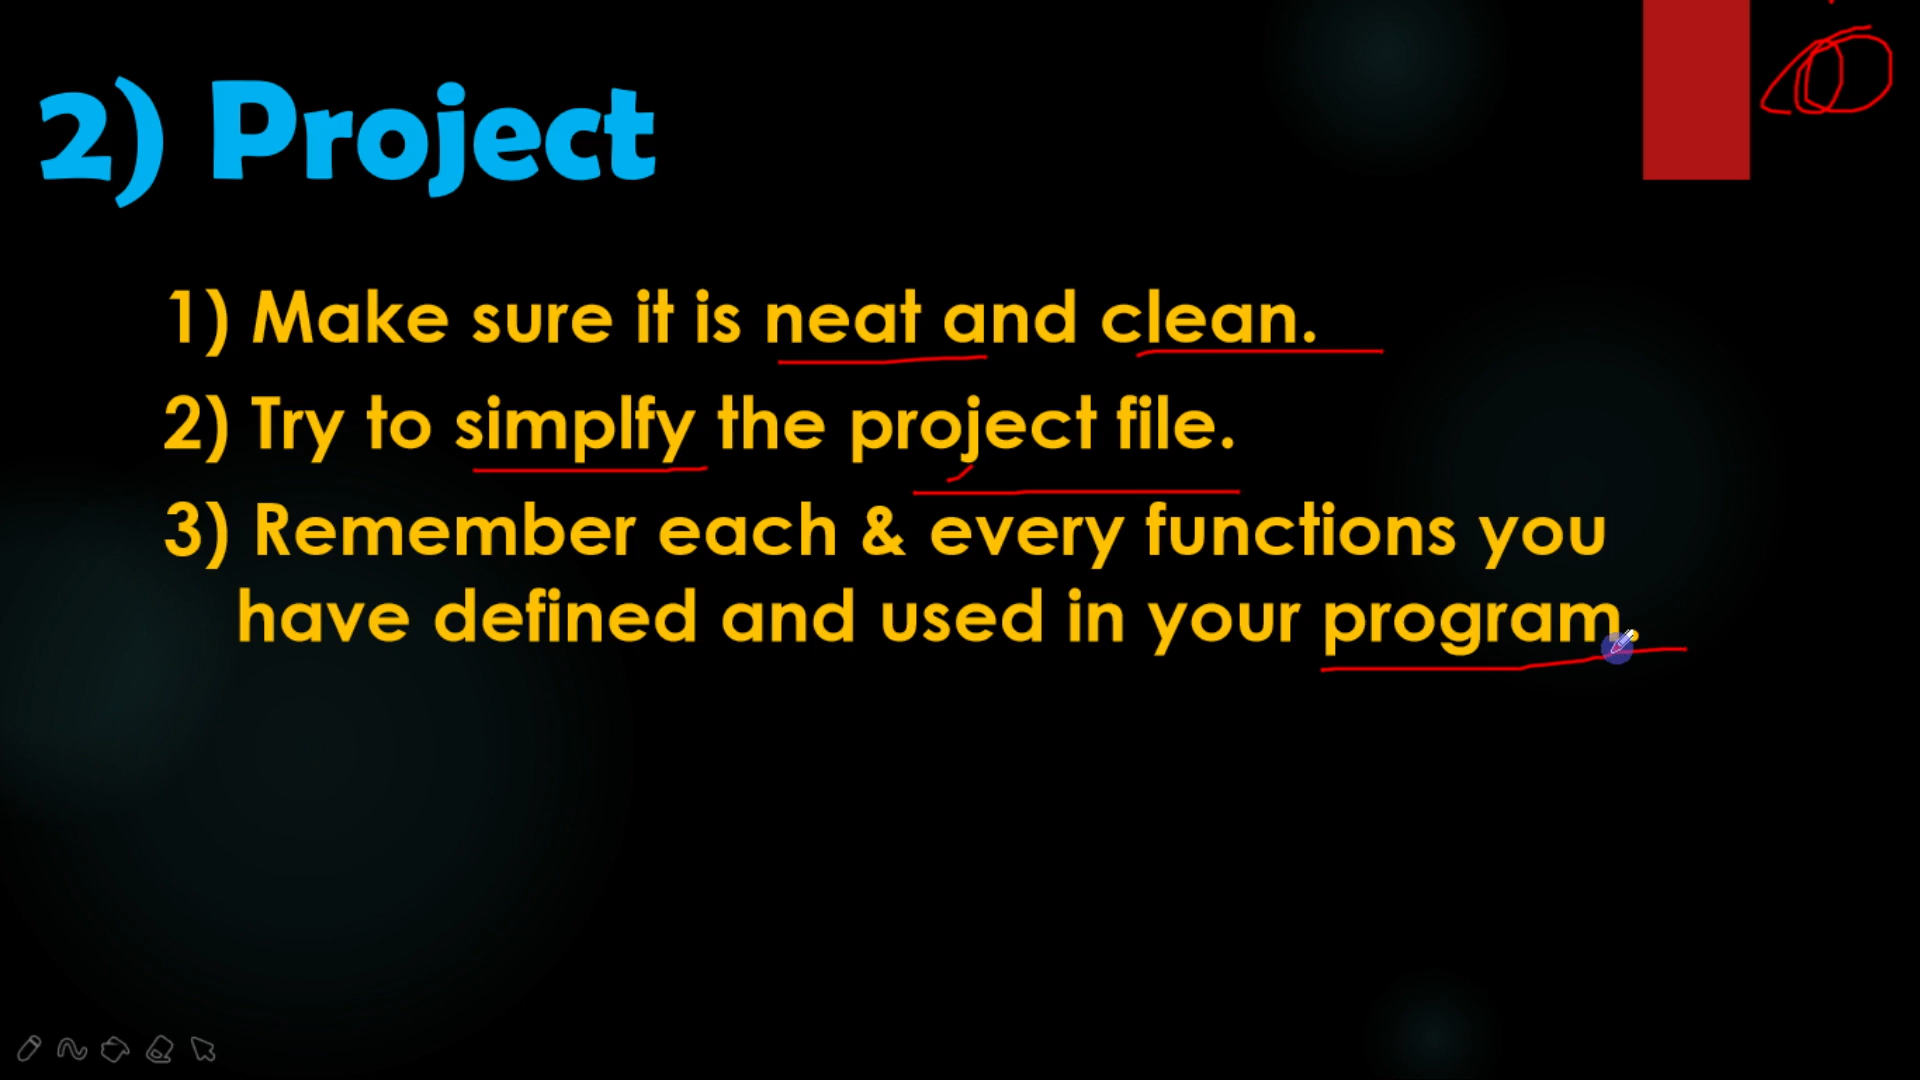 2) Project
1) Make sure it is neat and clean.
2) Try to simplfy the project file.
3) Remember each & every functions you
have defined and used in your program.